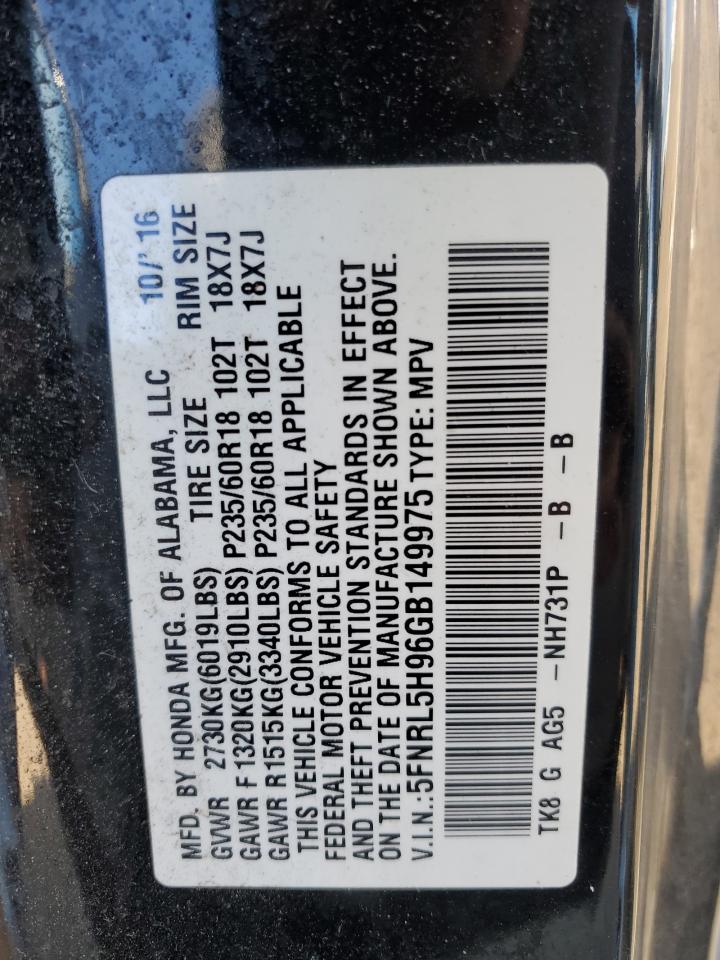 MFD. BY HONDA MFG. OF ALABAMA, LLC 10/'16
GVWR 2730KG(6019LBS) TIRE SIZE RIM SIZE
GAWR F 1320KG(2910LBS) P235/60R18 102T 18X7J
GAWR R1515KG(3340LBS) P235/60R18 102T 18X7J
THIS VEHICLE CONFORMS TO ALL APPLICABLE
FEDERAL MOTOR VEHICLE SAFETY
AND THEFT PREVENTION STANDARDS IN EFFECT
ON THE DATE OF MANUFACTURE SHOWN ABOVE.
V.I.N.:5FNRL5H96GB149975 TYPE: MPV
TK8 G AG5 -NH731P -B -B